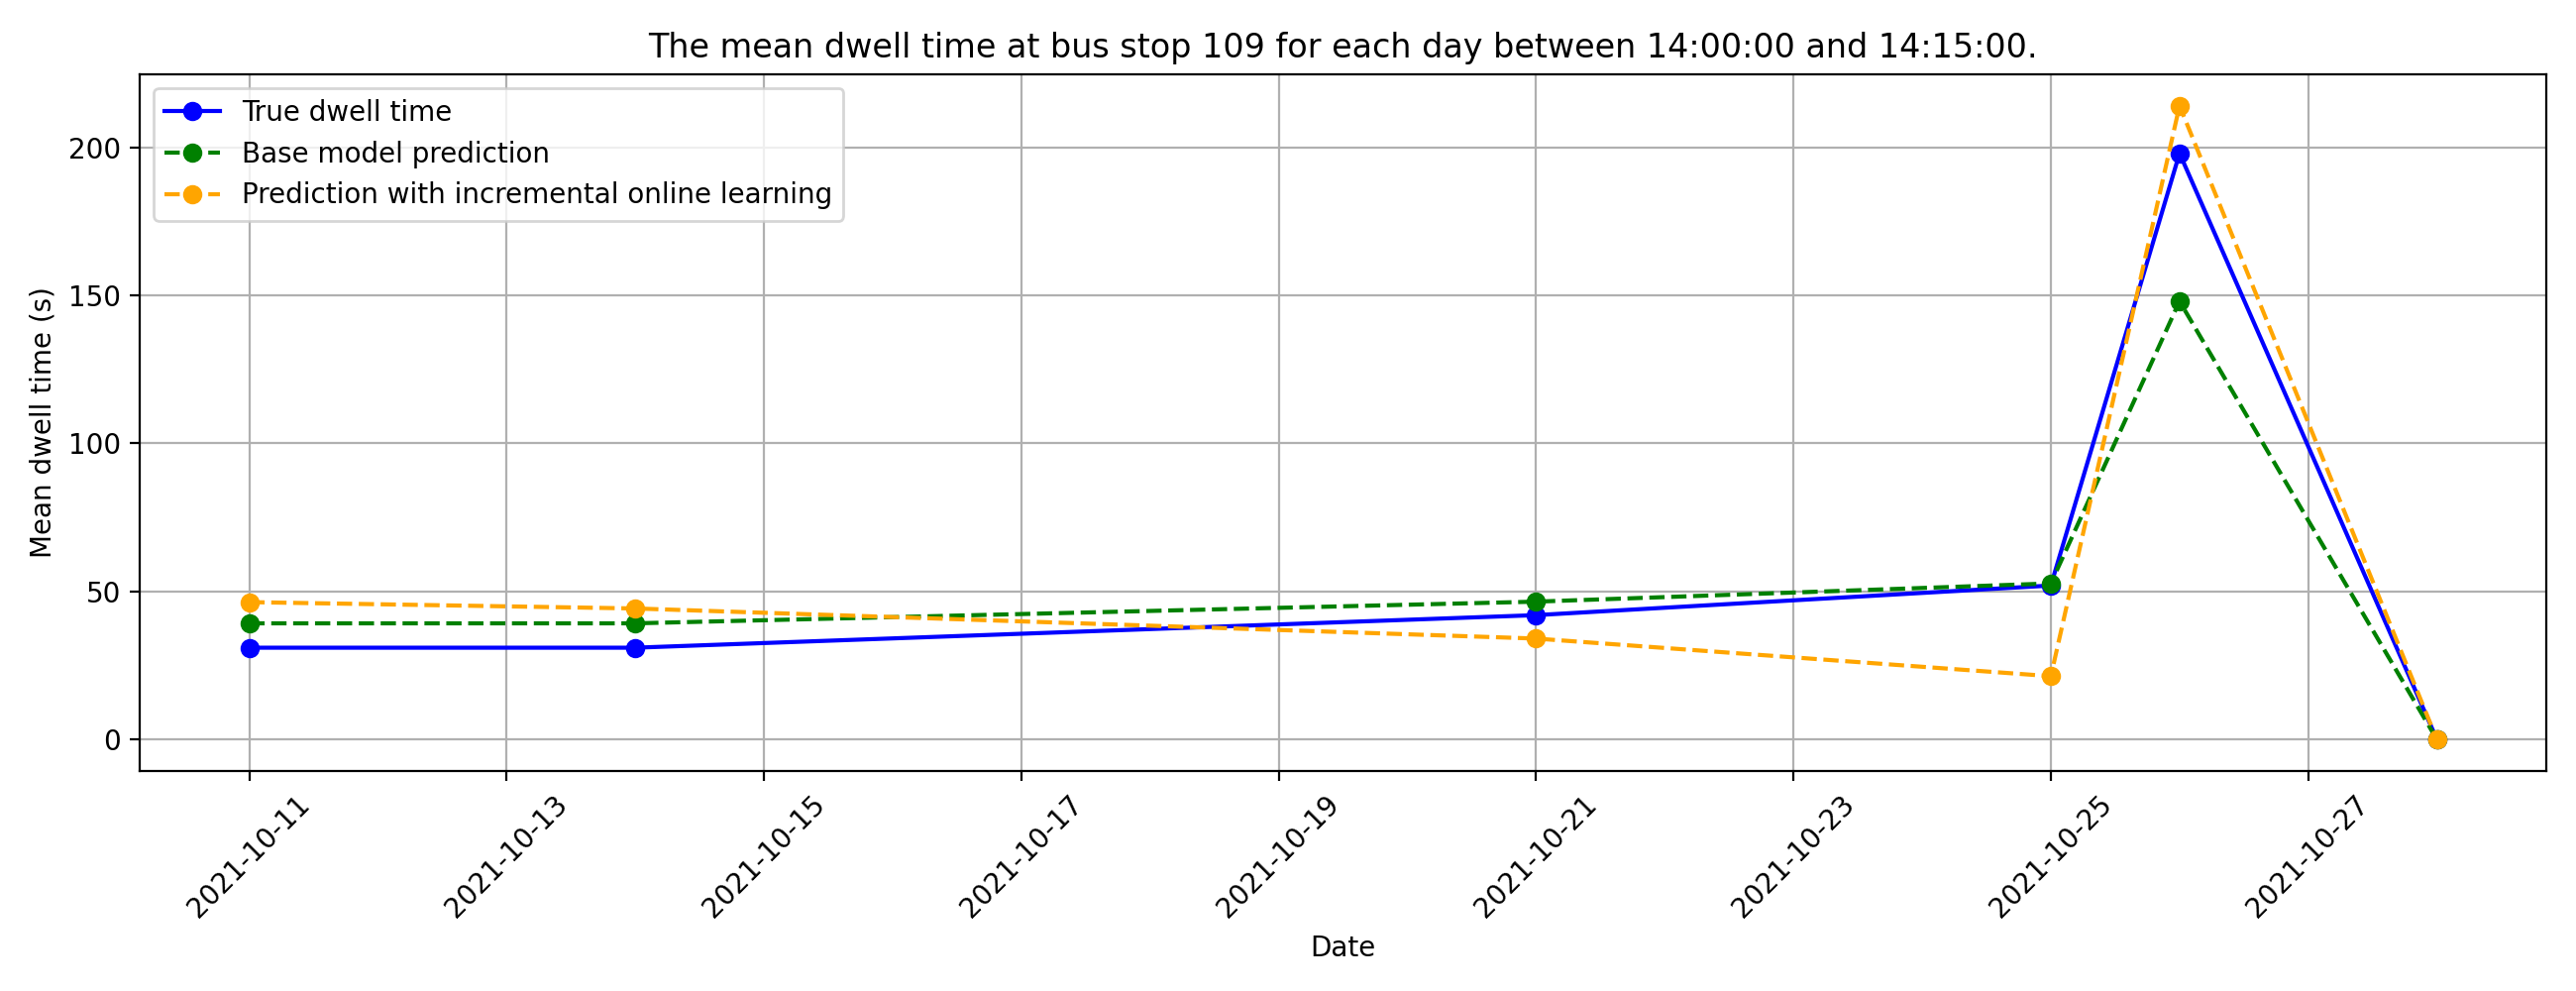 The mean dwell time at bus stop 109 for each day between 14:00:00 and 14:15:00.
True dwell time
Base model prediction
Prediction with incremental online learning
Mean dwell time (s)
200
150
100
50
0
2021-10-11
2021-10-13
2021-10-15
2021-10-17
2021-10-19
2021-10-21
2021-10-23
2021-10-25
2021-10-27
Date